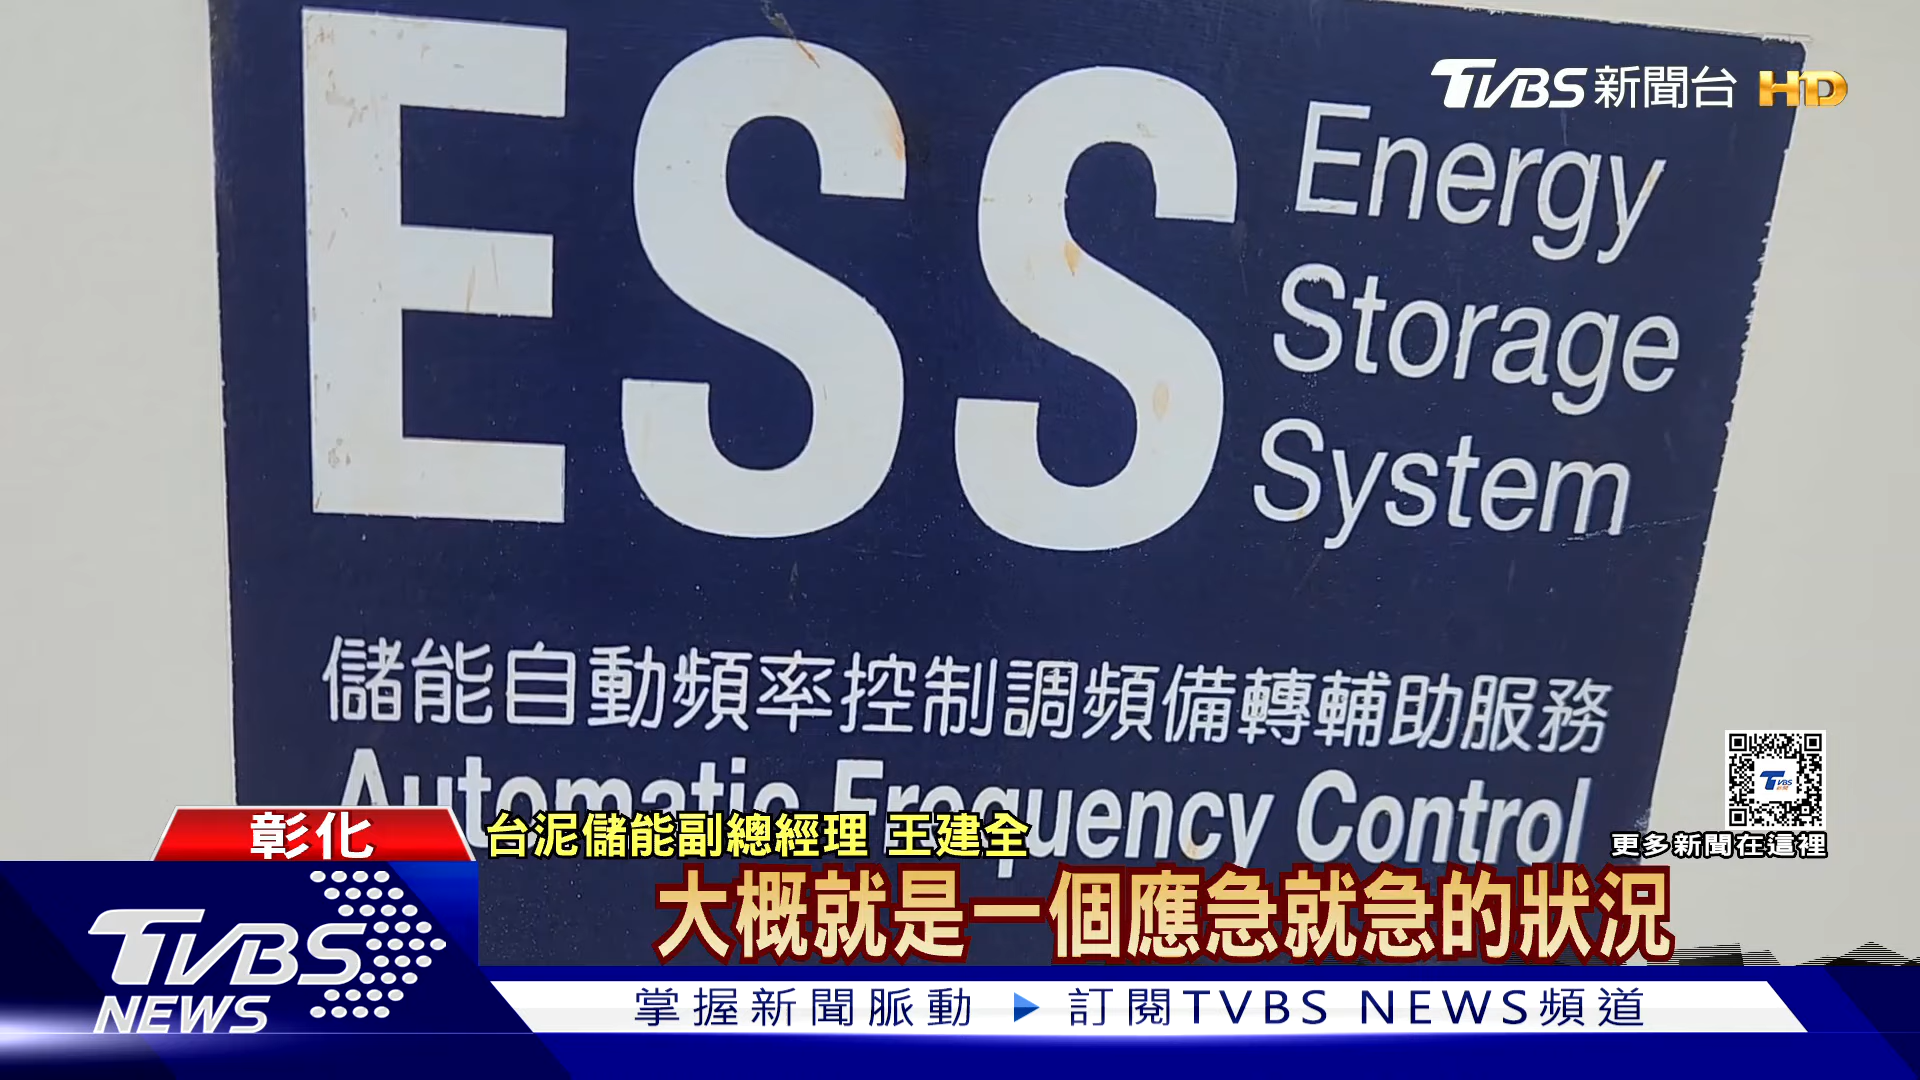 TVBS新聞台 HD
ESS
Energy
Storage
System
儲能自動頻率控制調頻備轉輔助服務
Automatic Frequency Control
更多新聞在這裡
彰化
台泥儲能副總經理 王建全
大概就是一個應急就急的狀況
TVBS
NEWS
掌握新聞脈動 訂閱TVBS NEWS頻道